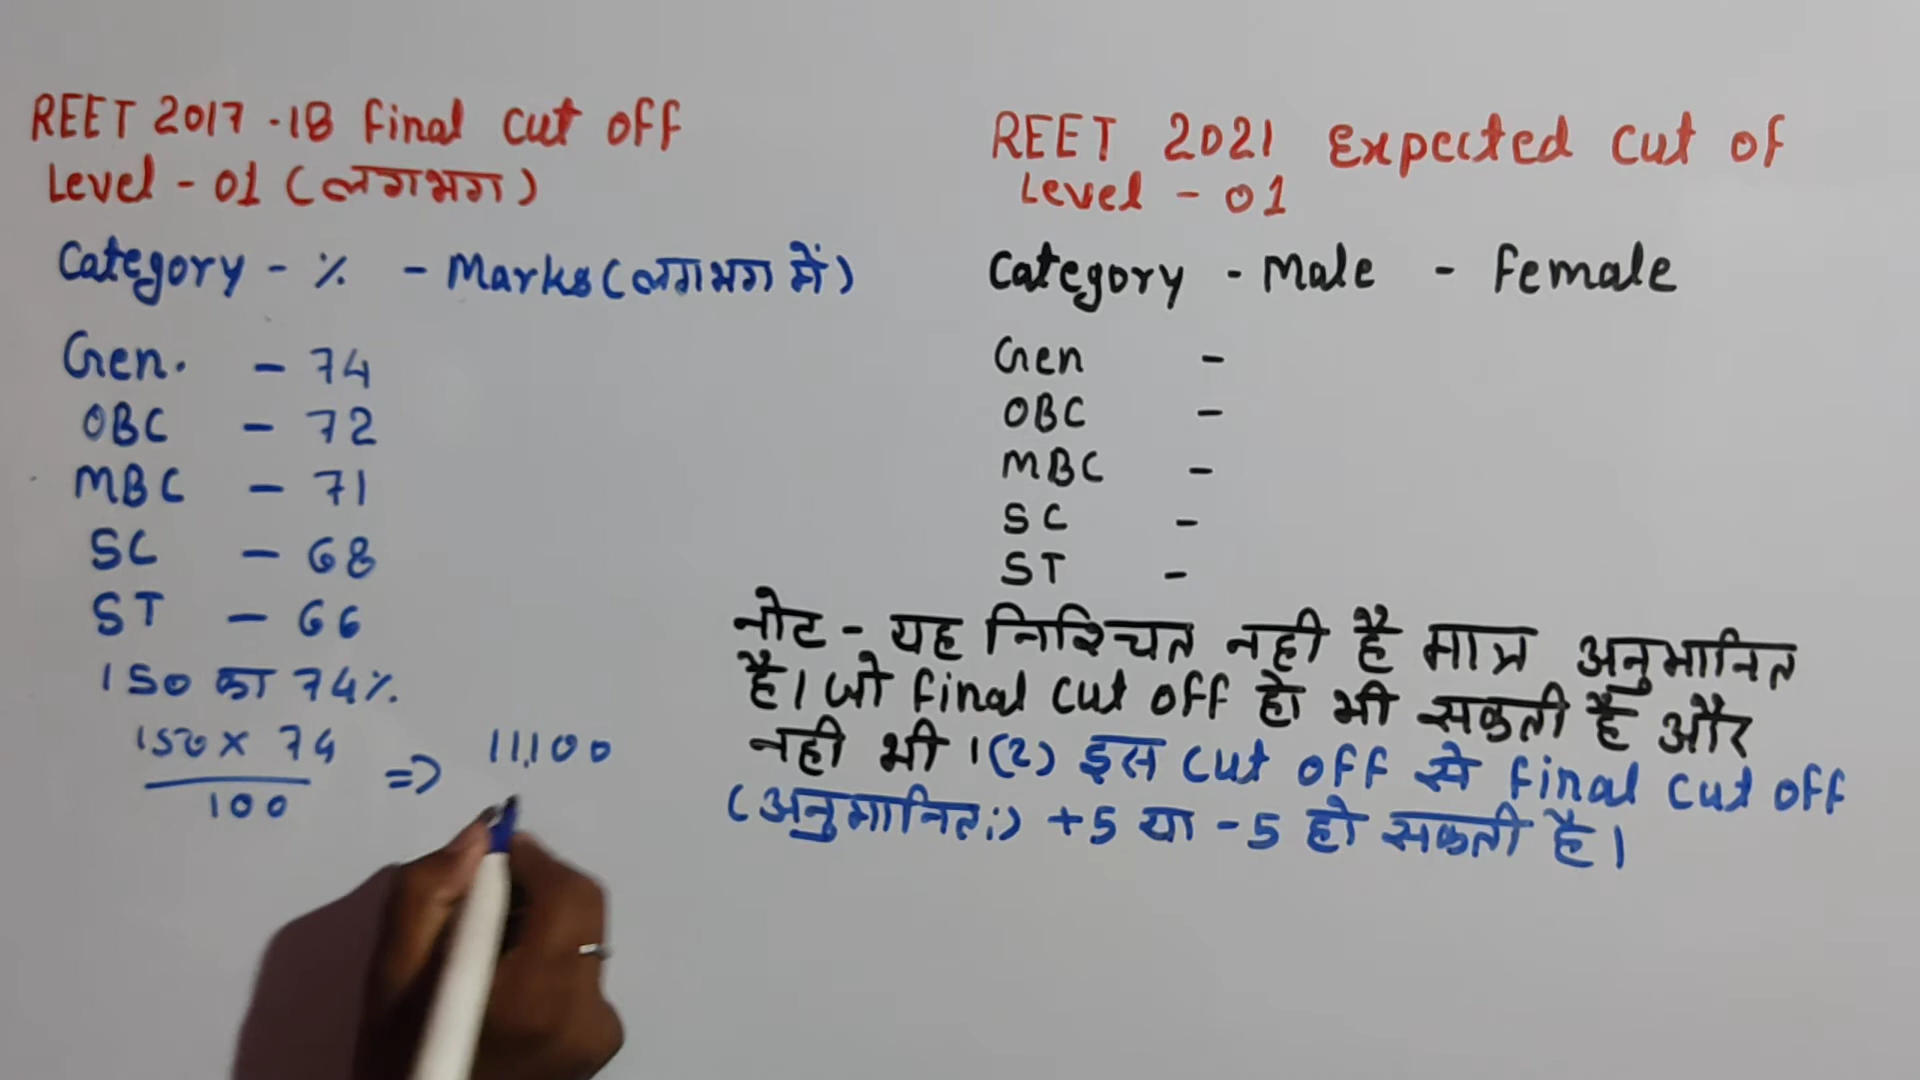 REET 2017-18 Final cut off
Level-01 (लगभग)
Category - % - Marks (लगभग में)
Gen. - 74
OBC - 72
MBC - 71
SC - 68
ST - 66
150 का 74%.
150 x 74
100
=> 11,100
REET 2021 Expected cut of
Level-01
Category - Male - Female
Gen -
OBC -
MBC -
SC -
ST -
नोट - यह निश्चित नही है मात्र अनुमानित
है। जो final cut off हो भी सकती है और
नही भी । (2) इस cut off से final cut off
(अनुमानित:) +5 या -5 हो सकती है।